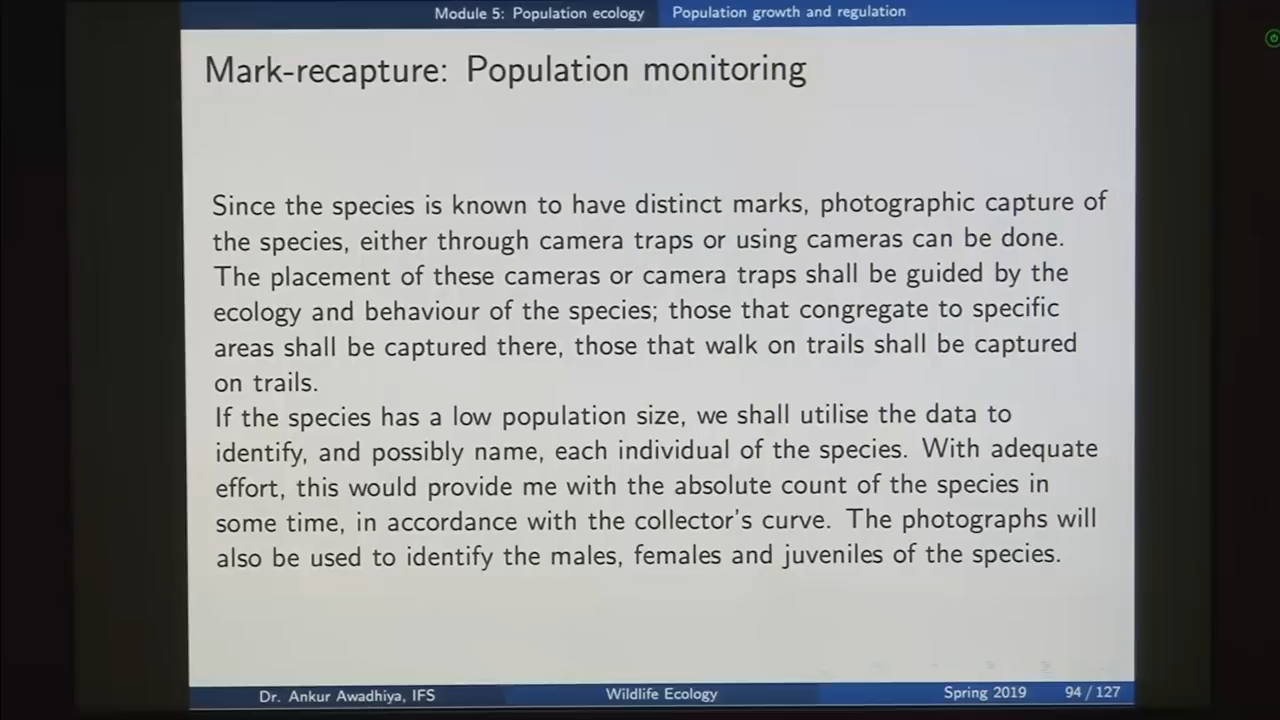 Module 5: Population ecology Population growth and regulation
Mark-recapture: Population monitoring
Since the species is known to have distinct marks, photographic capture of
the species, either through camera traps or using cameras can be done.
The placement of these cameras or camera traps shall be guided by the
ecology and behaviour of the species; those that congregate to specific
areas shall be captured there, those that walk on trails shall be captured
on trails.
If the species has a low population size, we shall utilise the data to
identify, and possibly name, each individual of the species. With adequate
effort, this would provide me with the absolute count of the species in
some time, in accordance with the collector's curve. The photographs will
also be used to identify the males, females and juveniles of the species.
Dr. Ankur Awadhiya, IFS Wildlife Ecology Spring 2019 94 / 127